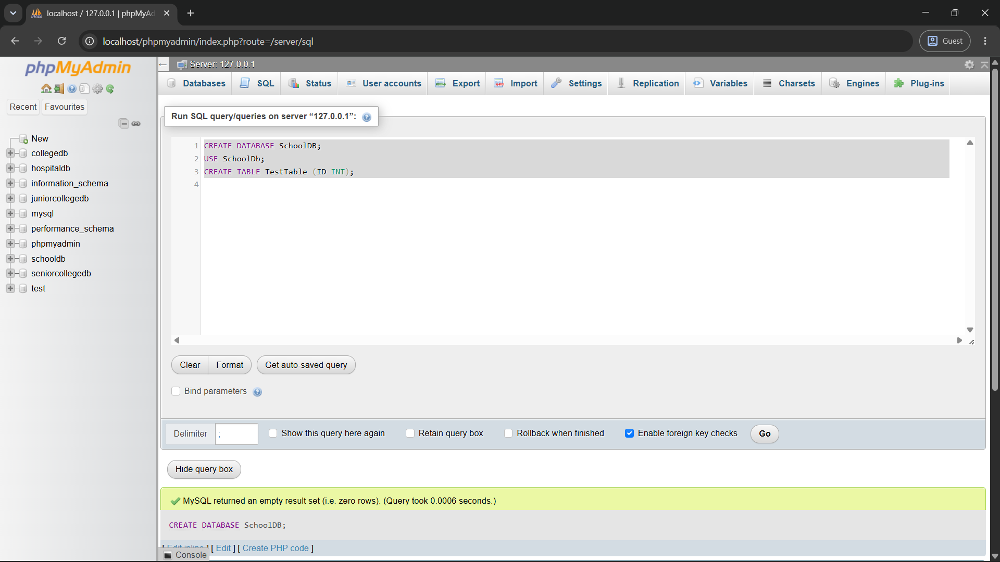 localhost / 127.0.0.1 | phpMyAd
localhost/phpmyadmin/index.php?route=/server/sql
Guest
phpMyAdmin
Server: 127.0.0.1
Databases SQL Status User accounts Export Import Settings Replication Variables Charsets Engines Plug-ins
Recent Favourites
New
collegedb
hospitaldb
information_schema
juniorcollegedb
mysql
performance_schema
phpmyadmin
schooldb
seniorcollegedb
test
Run SQL query/queries on server “127.0.0.1”:
1 CREATE DATABASE SchoolDB;
2 USE SchoolDb;
3 CREATE TABLE TestTable (ID INT);
4
Clear Format Get auto-saved query
Bind parameters
Delimiter ; Show this query here again Retain query box Rollback when finished Enable foreign key checks Go
Hide query box
MySQL returned an empty result set (i.e. zero rows). (Query took 0.0006 seconds.)
CREATE DATABASE SchoolDB;
[ Edit inline ] [ Edit ] [ Create PHP code ]
Console